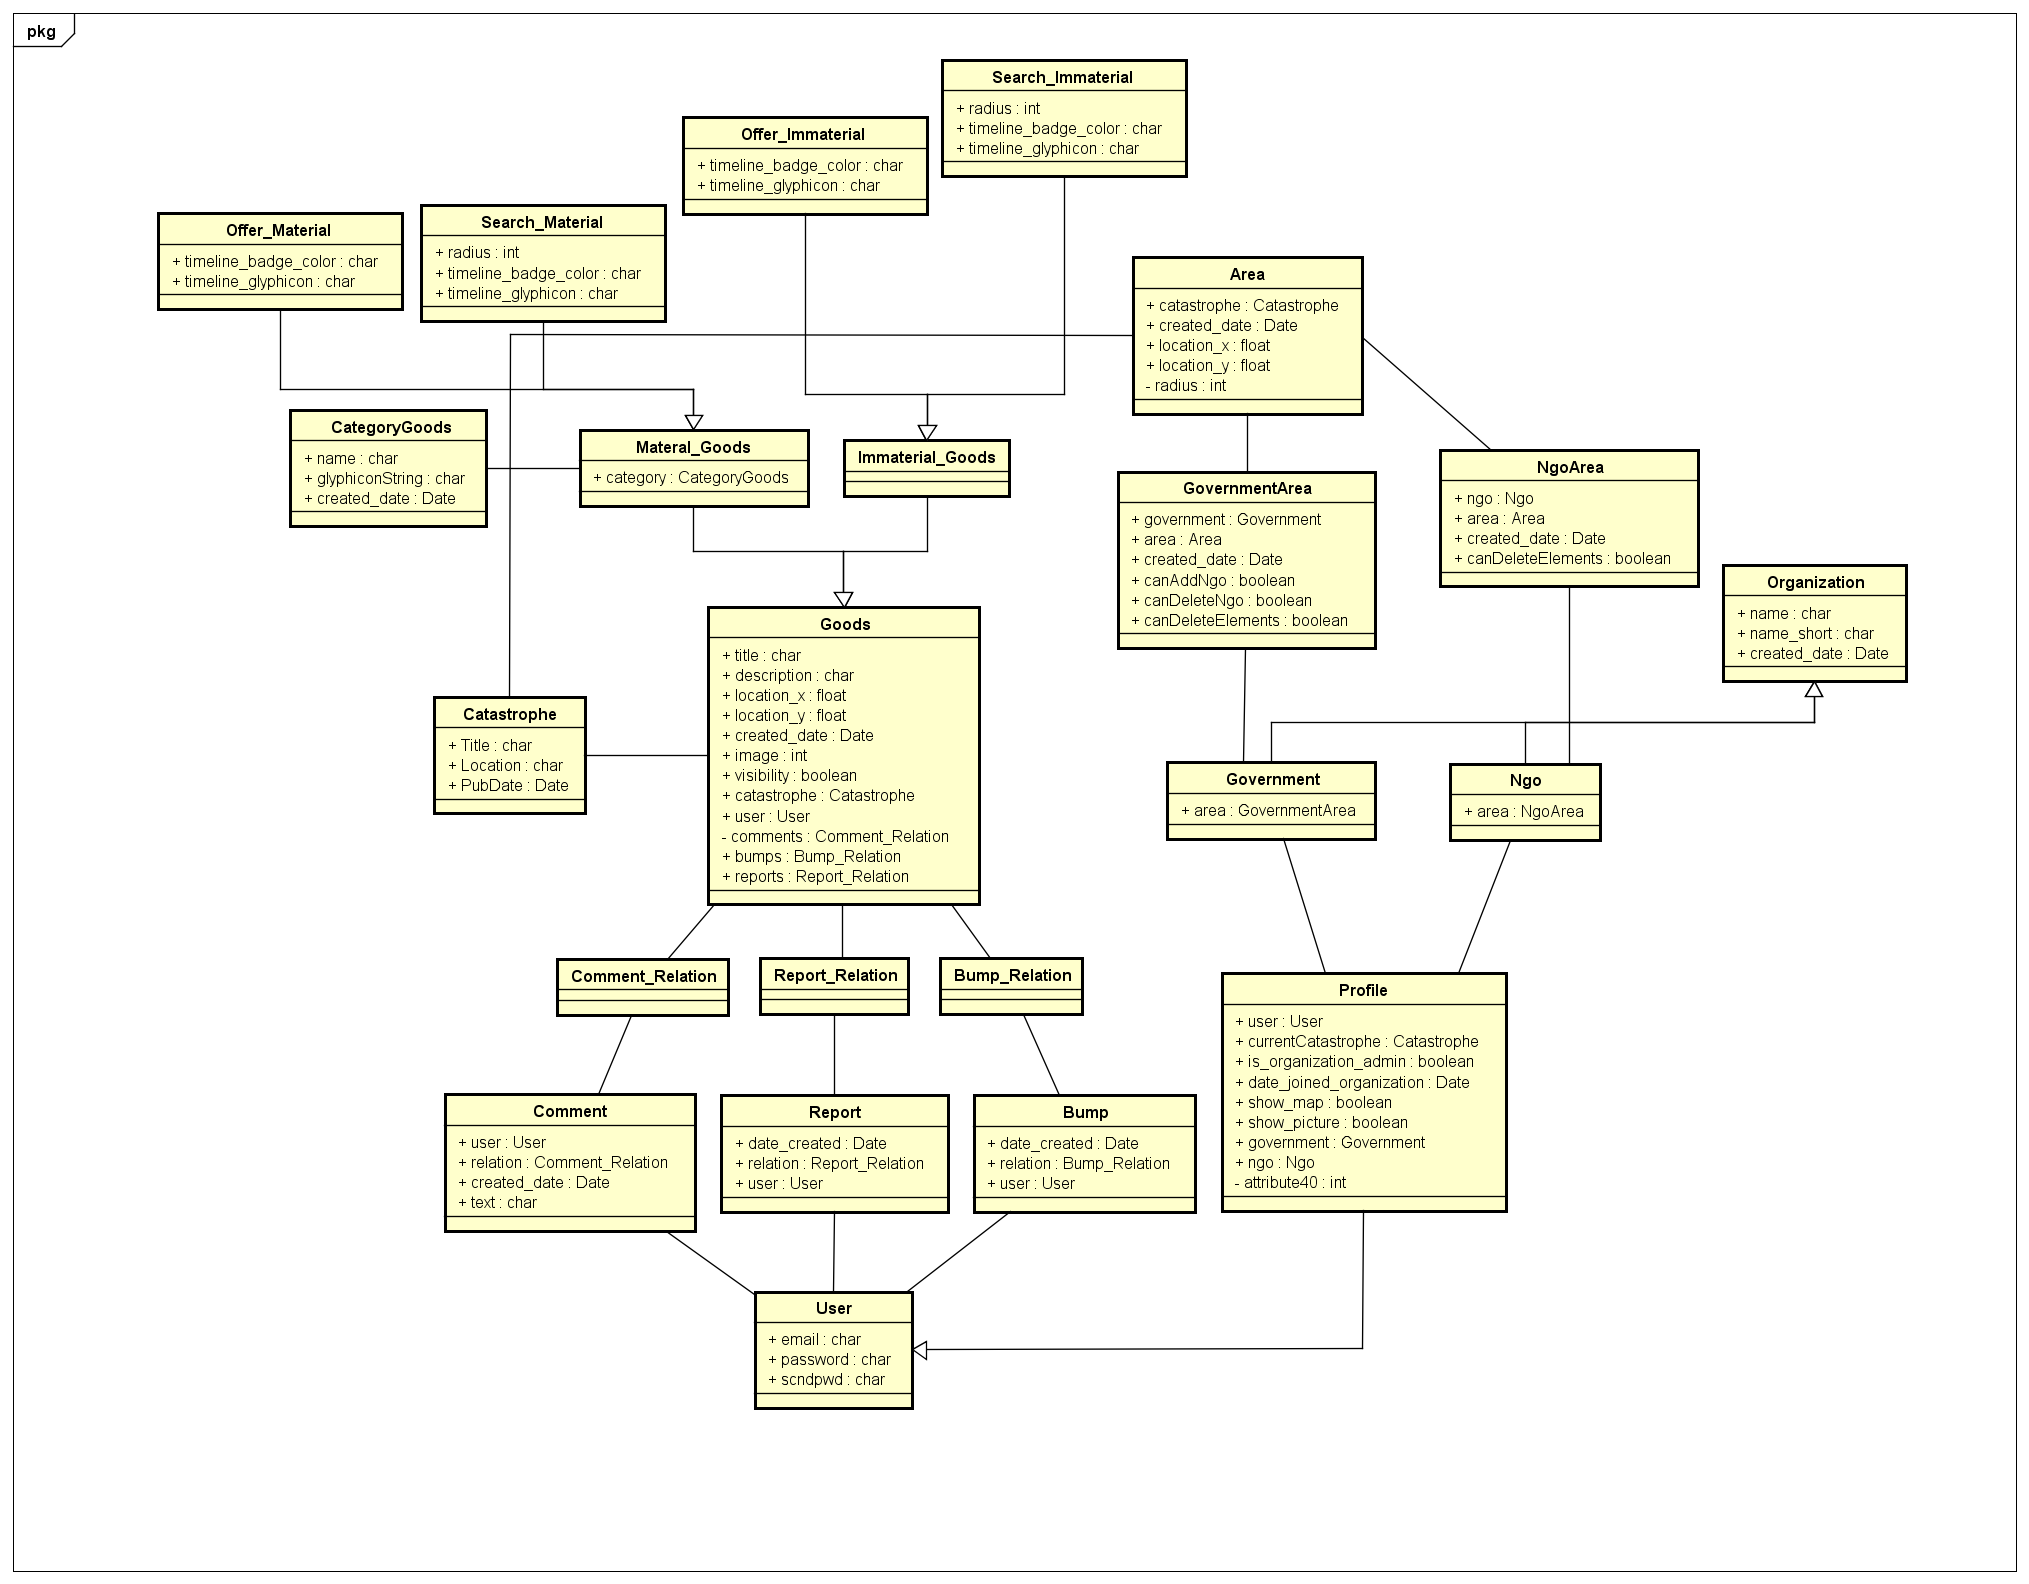 pkg
Search_Immaterial
+ radius : int
+ timeline_badge_color : char
+ timeline_glyphicon : char
Offer_Immaterial
+ timeline_badge_color : char
+ timeline_glyphicon : char
Search_Material
+ radius : int
+ timeline_badge_color : char
+ timeline_glyphicon : char
Offer_Material
+ timeline_badge_color : char
+ timeline_glyphicon : char
Area
+ catastrophe : Catastrophe
+ created_date : Date
+ location_x : float
+ location_y : float
- radius : int
CategoryGoods
+ name : char
+ glyphiconString : char
+ created_date : Date
Materal_Goods
+ category : CategoryGoods
Immaterial_Goods
GovernmentArea
+ government : Government
+ area : Area
+ created_date : Date
+ canAddNgo : boolean
+ canDeleteNgo : boolean
+ canDeleteElements : boolean
NgoArea
+ ngo : Ngo
+ area : Area
+ created_date : Date
+ canDeleteElements : boolean
Organization
+ name : char
+ name_short : char
+ created_date : Date
Goods
+ title : char
+ description : char
+ location_x : float
+ location_y : float
+ created_date : Date
+ image : int
+ visibility : boolean
+ catastrophe : Catastrophe
+ user : User
- comments : Comment_Relation
+ bumps : Bump_Relation
+ reports : Report_Relation
Catastrophe
+ Title : char
+ Location : char
+ PubDate : Date
Government
+ area : GovernmentArea
Ngo
+ area : NgoArea
Comment_Relation
Report_Relation
Bump_Relation
Profile
+ user : User
+ currentCatastrophe : Catastrophe
+ is_organization_admin : boolean
+ date_joined_organization : Date
+ show_map : boolean
+ show_picture : boolean
+ government : Government
+ ngo : Ngo
- attribute40 : int
Comment
+ user : User
+ relation : Comment_Relation
+ created_date : Date
+ text : char
Report
+ date_created : Date
+ relation : Report_Relation
+ user : User
Bump
+ date_created : Date
+ relation : Bump_Relation
+ user : User
User
+ email : char
+ password : char
+ scndpwd : char